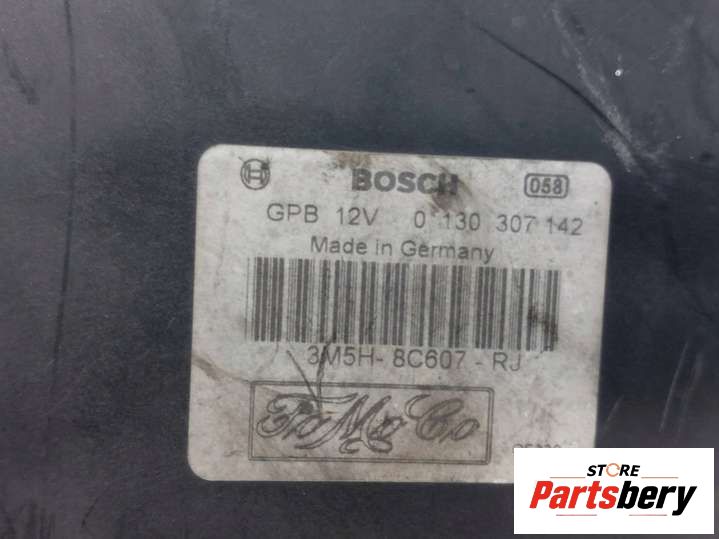 BOSCH 058
GPB 12V 0 130 307 142
Made in Germany
3M5H-8C607-RJ
FoMoCo
STORE
Partsbery